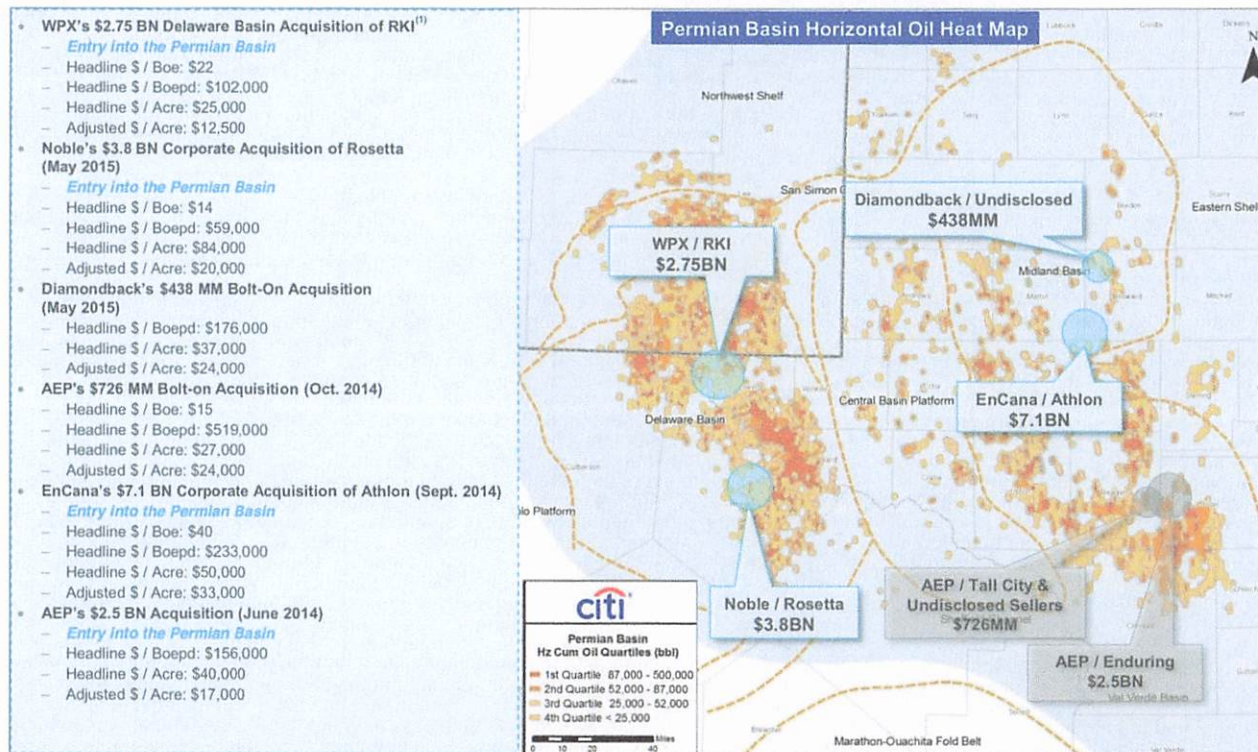 • WPX's $2.75 BN Delaware Basin Acquisition of RKI(1)
– Entry into the Permian Basin
– Headline $ / Boe: $22
– Headline $ / Boepd: $102,000
– Headline $ / Acre: $25,000
– Adjusted $ / Acre: $12,500
• Noble's $3.8 BN Corporate Acquisition of Rosetta
(May 2015)
– Entry into the Permian Basin
– Headline $ / Boe: $14
– Headline $ / Boepd: $59,000
– Headline $ / Acre: $84,000
– Adjusted $ / Acre: $20,000
• Diamondback's $438 MM Bolt-On Acquisition
(May 2015)
– Headline $ / Boepd: $176,000
– Headline $ / Acre: $37,000
– Adjusted $ / Acre: $24,000
• AEP's $726 MM Bolt-on Acquisition (Oct. 2014)
– Headline $ / Boe: $15
– Headline $ / Boepd: $519,000
– Headline $ / Acre: $27,000
– Adjusted $ / Acre: $24,000
• EnCana's $7.1 BN Corporate Acquisition of Athlon (Sept. 2014)
– Entry into the Permian Basin
– Headline $ / Boe: $40
– Headline $ / Boepd: $233,000
– Headline $ / Acre: $50,000
– Adjusted $ / Acre: $33,000
• AEP's $2.5 BN Acquisition (June 2014)
– Entry into the Permian Basin
– Headline $ / Boepd: $156,000
– Headline $ / Acre: $40,000
– Adjusted $ / Acre: $17,000
Permian Basin Horizontal Oil Heat Map
N
Northwest Shelf
San Simon
Eastern Shel
Diamondback / Undisclosed
$438MM
WPX / RKI
$2.75BN
Midland Basin
Mitchell
Andrews
Martin
Howard
Delaware Basin
Central Basin Platform
EnCana / Athlon
$7.1BN
Culberson
lo Platform
Noble / Rosetta
$3.8BN
AEP / Tall City &
Undisclosed Sellers
$726MM
AEP / Enduring
$2.5BN
Val Verde Basin
Marathon-Ouachita Fold Belt
citi
Permian Basin
Hz Cum Oil Quartiles (bbl)
1st Quartile 87,000 - 500,000
2nd Quartile 52,000 - 87,000
3rd Quartile 25,000 - 52,000
4th Quartile < 25,000
Miles
0 10 20 40